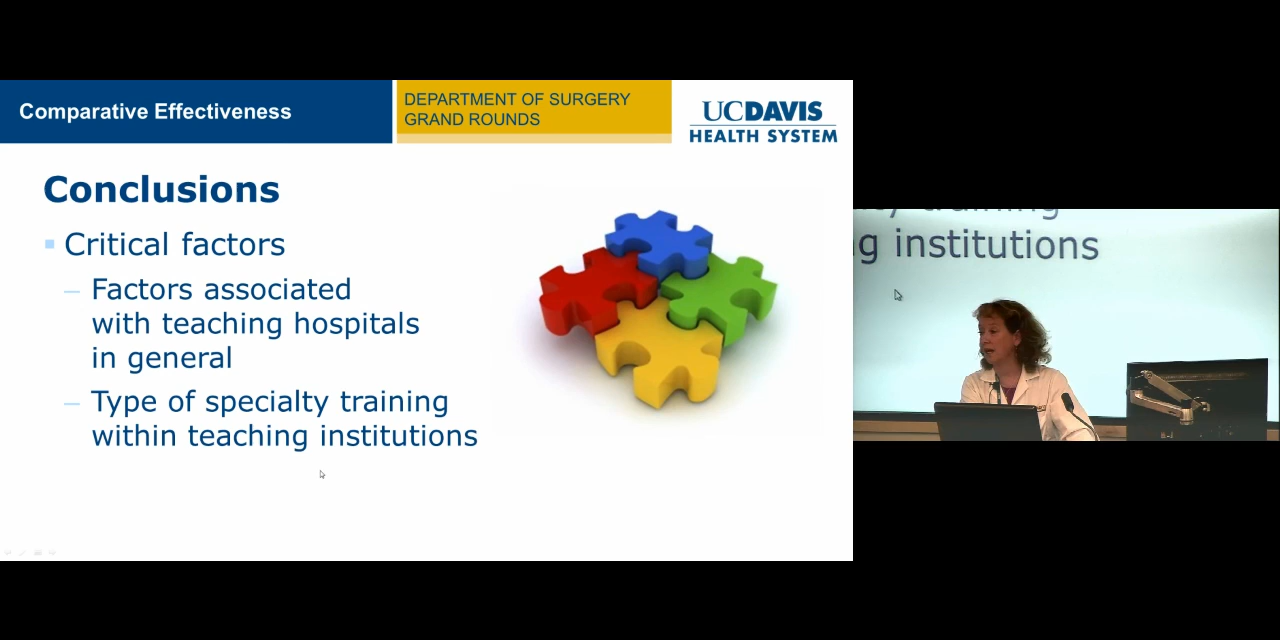 Comparative Effectiveness
DEPARTMENT OF SURGERY
GRAND ROUNDS
UCDAVIS
HEALTH SYSTEM
Conclusions
Critical factors
– Factors associated
with teaching hospitals
in general
– Type of specialty training
within teaching institutions
training
institutions